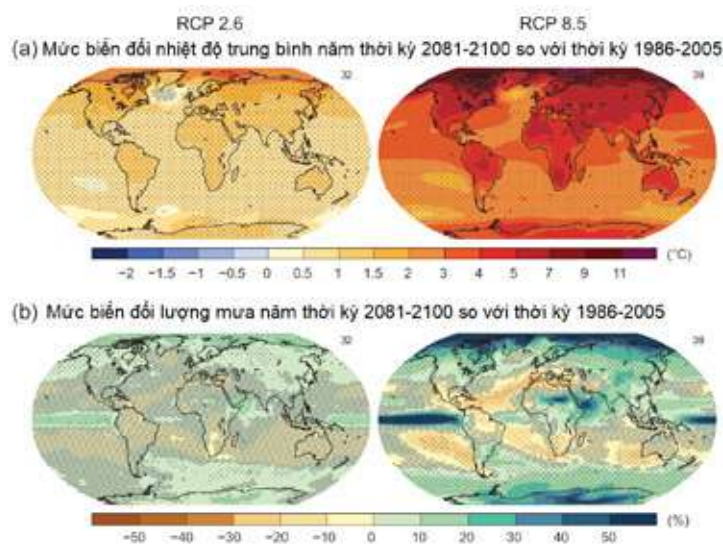 RCP 2.6 RCP 8.5
(a) Mức biến đổi nhiệt độ trung bình năm thời kỳ 2081-2100 so với thời kỳ 1986-2005
32 39
(°C)
−2 −1.5 −1 −0.5 0 0.5 1 1.5 2 3 4 5 7 9 11
(b) Mức biến đổi lượng mưa năm thời kỳ 2081-2100 so với thời kỳ 1986-2005
32 39
(%)
−50 −40 −30 −20 −10 0 10 20 30 40 50